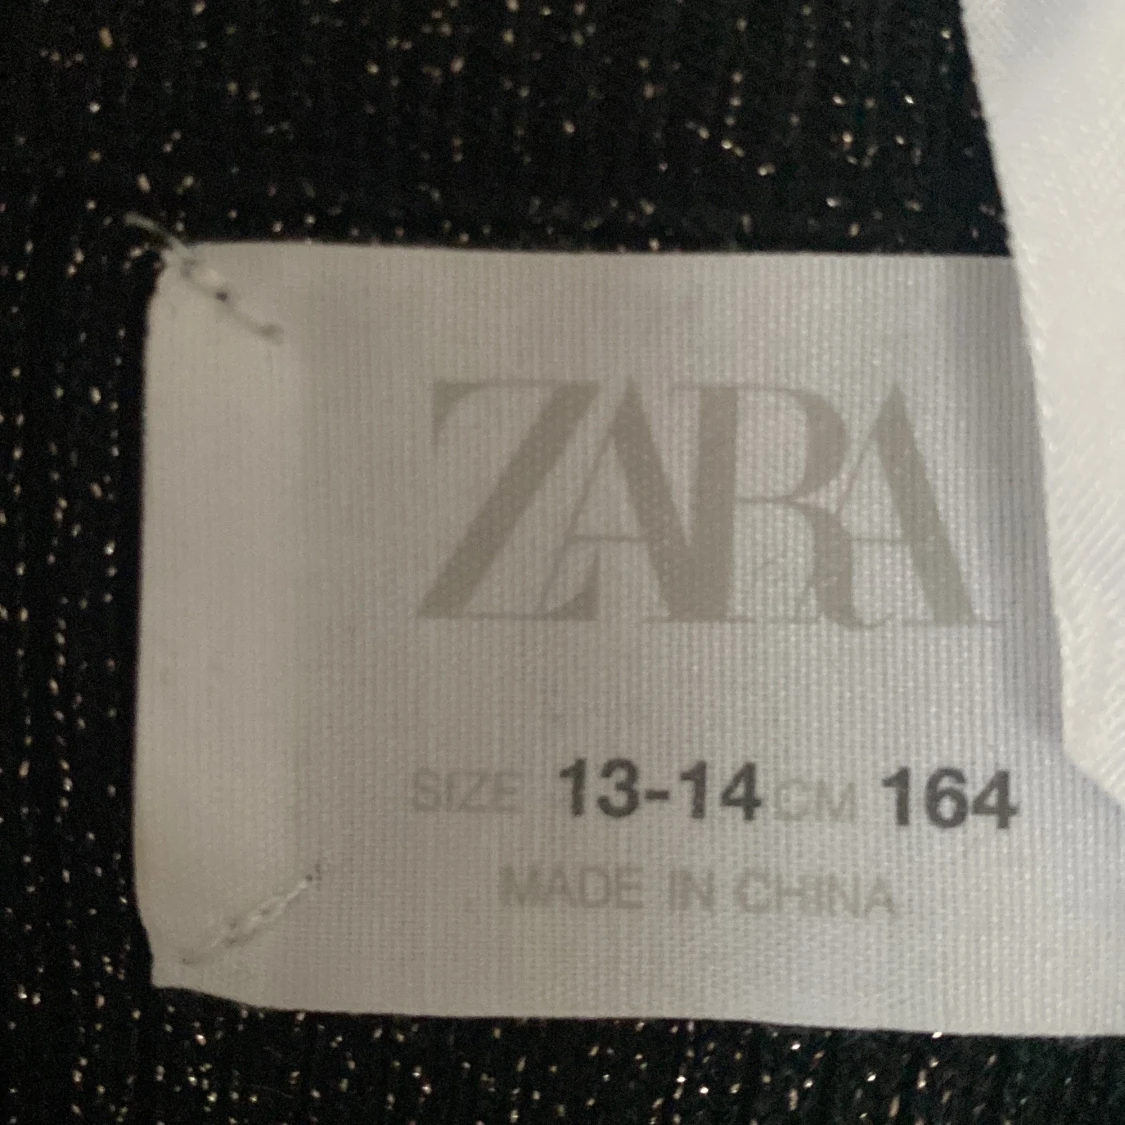 ZARA
SIZE 13-14 CM 164
MADE IN CHINA